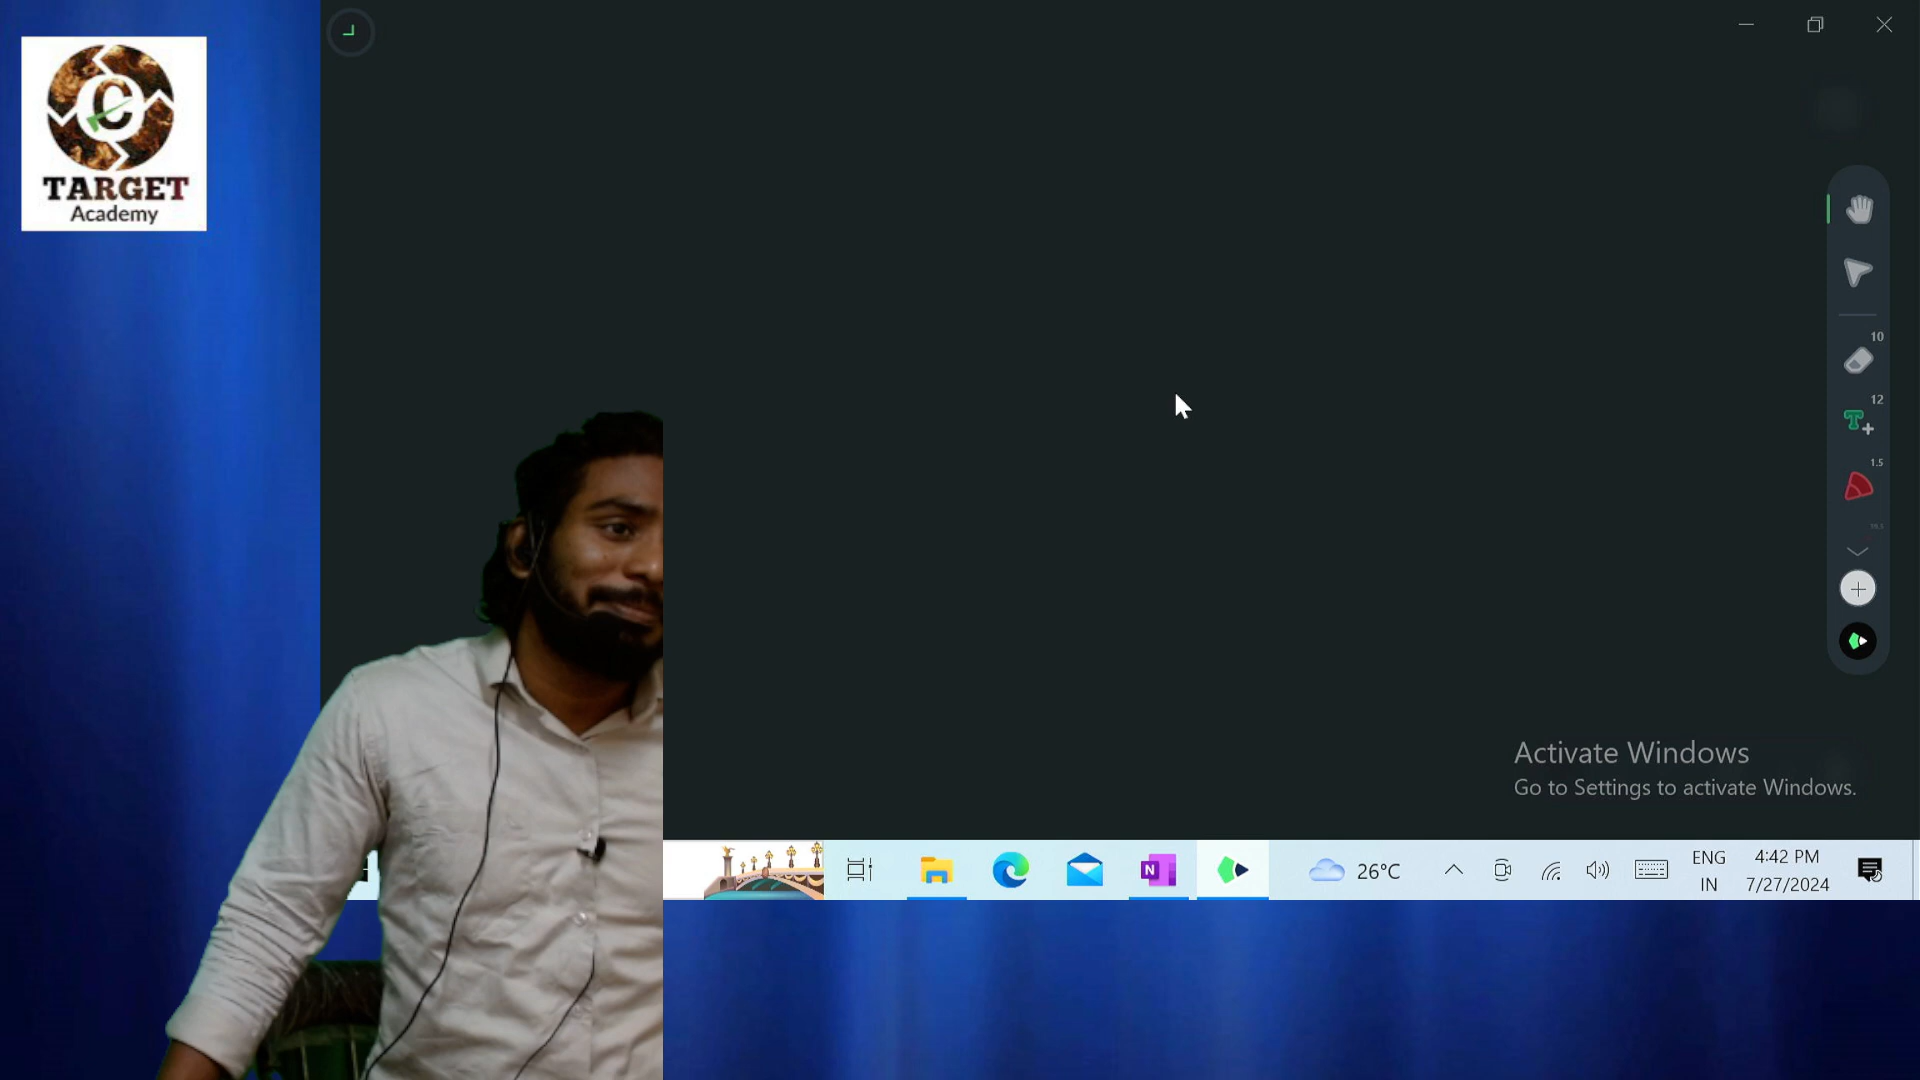 C
TARGET
Academy
10
12
T
1.5
Activate Windows
Go to Settings to activate Windows.
N
26°C
ENG
IN
4:42 PM
7/27/2024